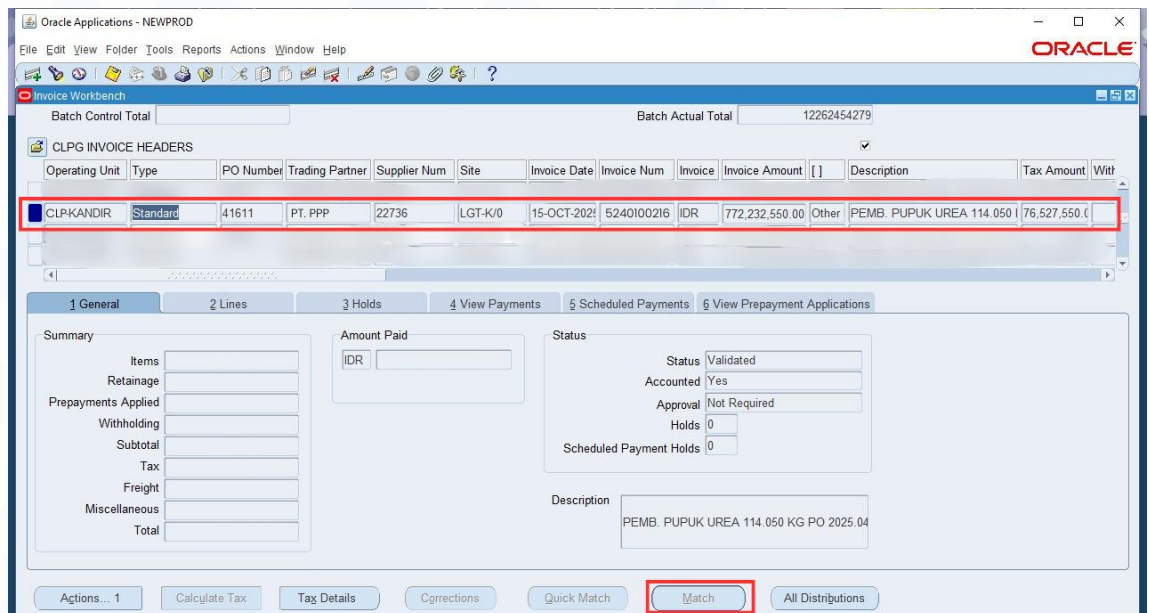 Oracle Applications - NEWPROD
File Edit View Folder Tools Reports Actions Window Help
ORACLE
Invoice Workbench
Batch Control Total
Batch Actual Total 12262454279
CLPG INVOICE HEADERS
Operating Unit Type PO Number Trading Partner Supplier Num Site Invoice Date Invoice Num Invoice Invoice Amount [ ] Description Tax Amount With
CLP-KANDIR Standard 41611 PT. PPP 22736 LGT-K/0 15-OCT-202 5240100216 IDR 772,232,550.00 Other PEMB. PUPUK UREA 114.050 76,527,550.0
1 General 2 Lines 3 Holds 4 View Payments 5 Scheduled Payments 6 View Prepayment Applications
Summary Amount Paid Status
Items IDR Status Validated
Retainage Accounted Yes
Prepayments Applied Approval Not Required
Withholding Holds 0
Subtotal Scheduled Payment Holds 0
Tax
Freight
Miscellaneous Description
Total PEMB. PUPUK UREA 114.050 KG PO 2025.04
Actions... 1 Calculate Tax Tax Details Corrections Quick Match Match All Distributions